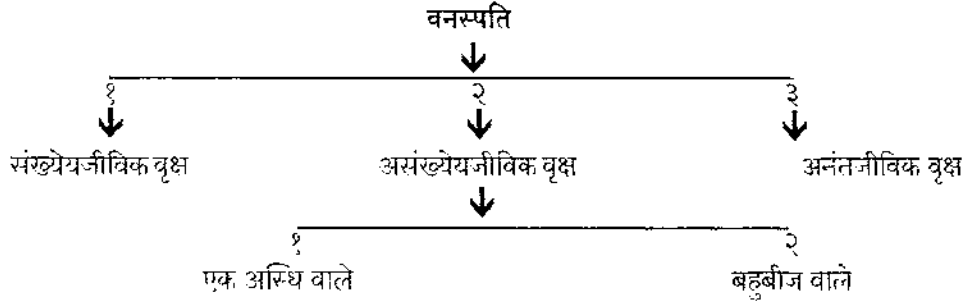 वनस्पति
१ २ ३
संख्येयजीविक वृक्ष असंख्येयजीविक वृक्ष अनंतजीविक वृक्ष
१ २
एक अस्थि वाले बहुबीज वाले